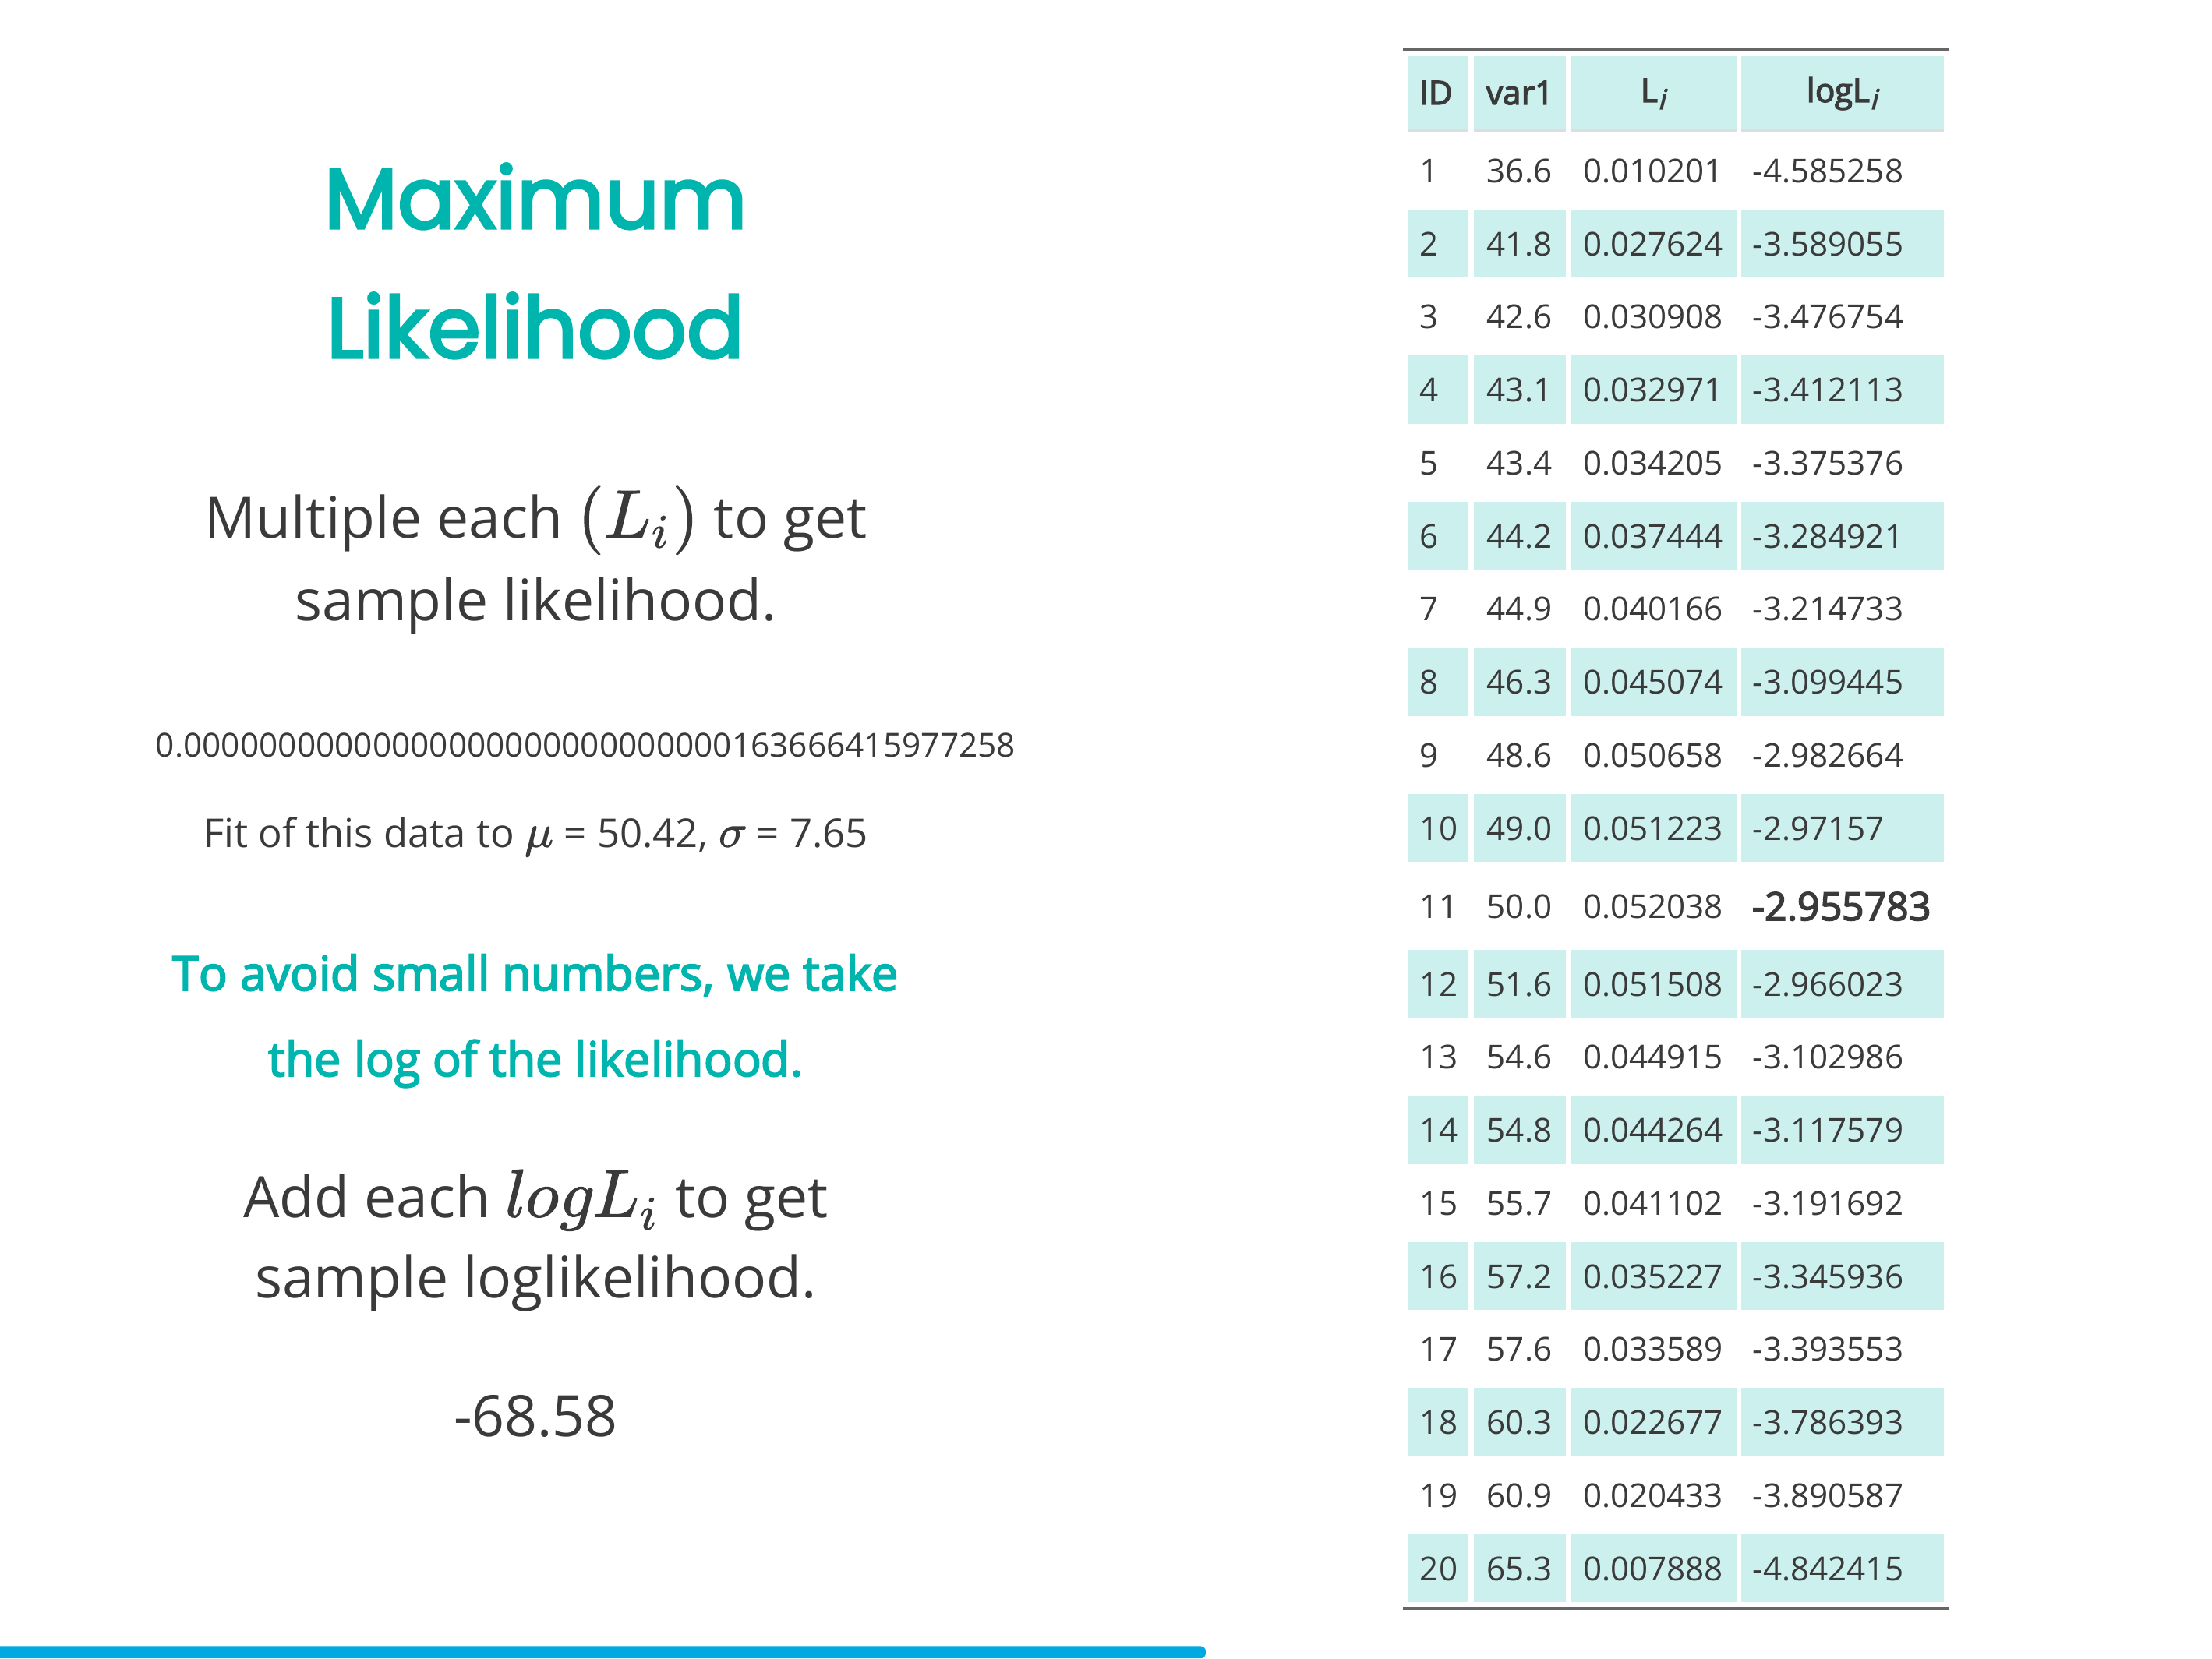 Maximum
Likelihood
Multiple each (L_i) to get
sample likelihood.
0.000000000000000000000000000000163666415977258
Fit of this data to μ = 50.42, σ = 7.65
To avoid small numbers, we take
the log of the likelihood.
Add each logL_i to get
sample loglikelihood.
-68.58
ID var1 L_i logL_i
1 36.6 0.010201 -4.585258
2 41.8 0.027624 -3.589055
3 42.6 0.030908 -3.476754
4 43.1 0.032971 -3.412113
5 43.4 0.034205 -3.375376
6 44.2 0.037444 -3.284921
7 44.9 0.040166 -3.214733
8 46.3 0.045074 -3.099445
9 48.6 0.050658 -2.982664
10 49.0 0.051223 -2.97157
11 50.0 0.052038 -2.955783
12 51.6 0.051508 -2.966023
13 54.6 0.044915 -3.102986
14 54.8 0.044264 -3.117579
15 55.7 0.041102 -3.191692
16 57.2 0.035227 -3.345936
17 57.6 0.033589 -3.393553
18 60.3 0.022677 -3.786393
19 60.9 0.020433 -3.890587
20 65.3 0.007888 -4.842415